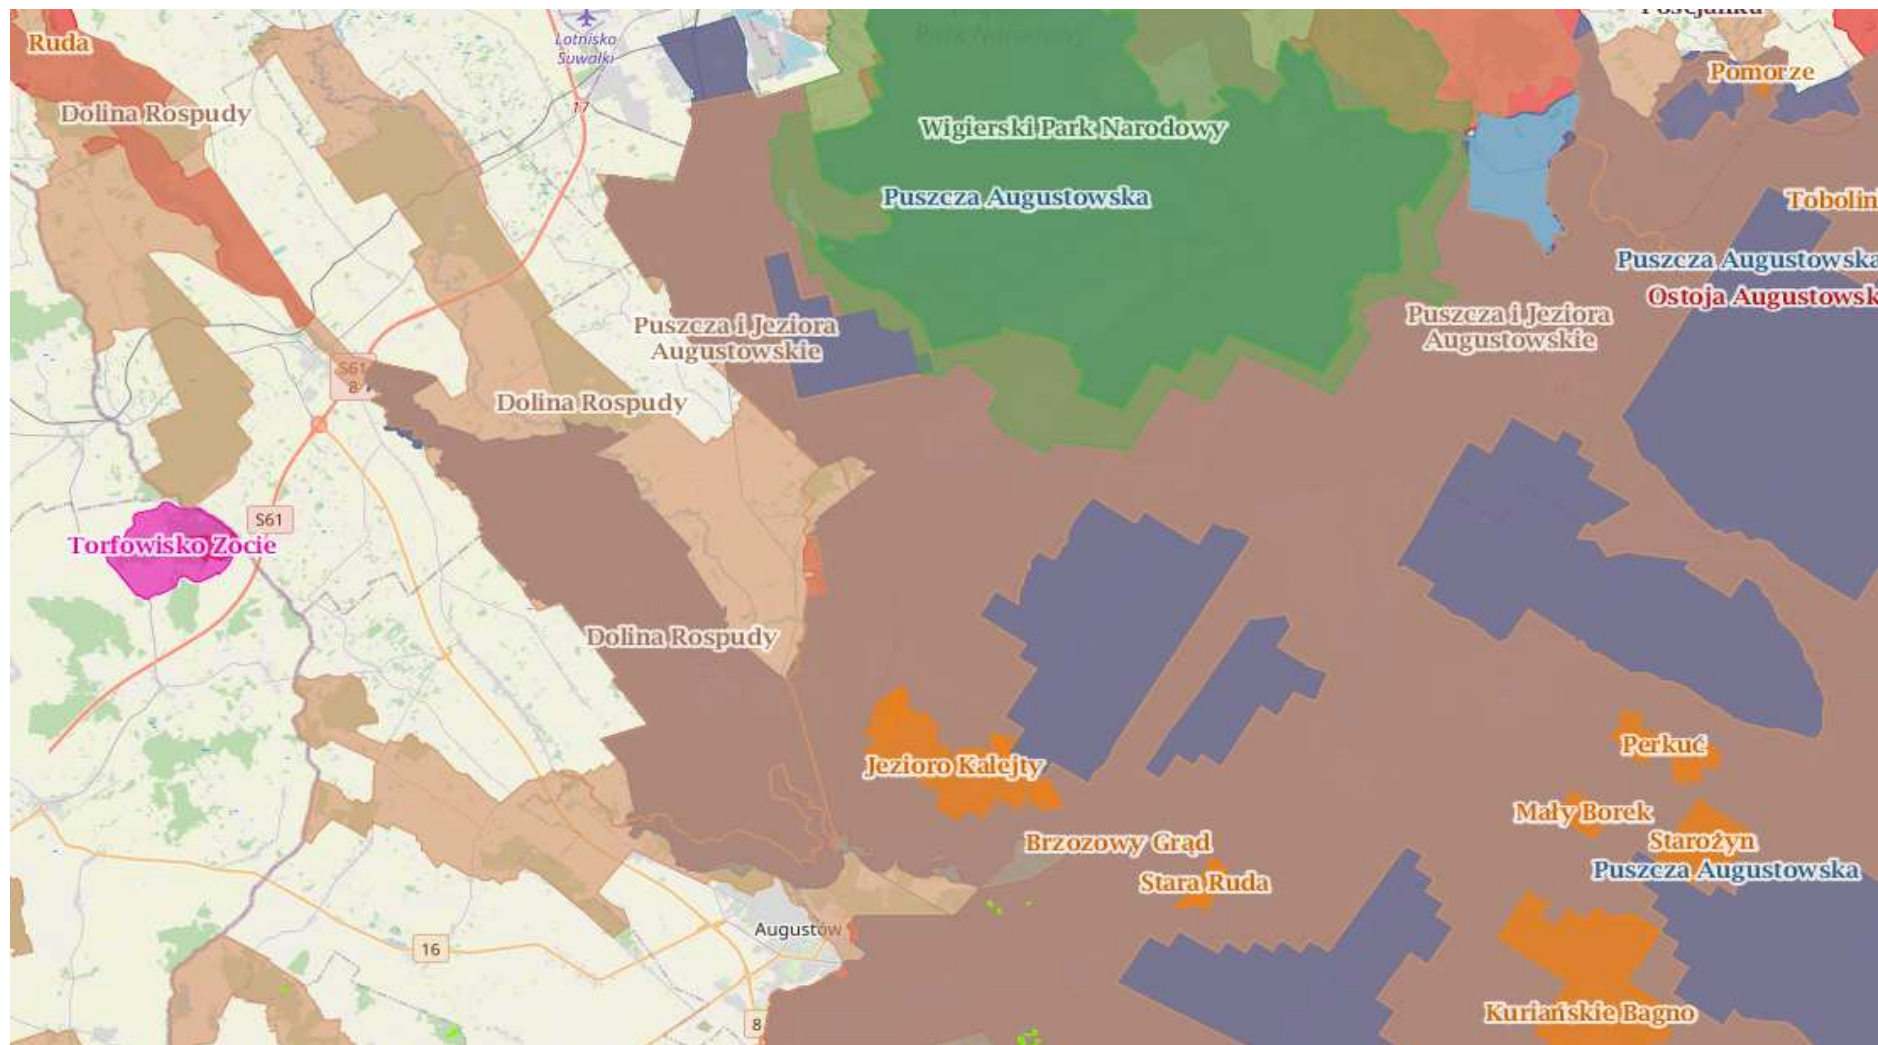 Ruda
Lotnisko
Suwałki
Pomorze
17
Dolina Rospudy
Wigierski Park Narodowy
Puszcza Augustowska
Puszcza Augustowska
Ostoja Augustowsk
Puszcza i Jeziora
Augustowskie
Puszcza i Jeziora
Augustowskie
S61
8
Dolina Rospudy
S61
Torfowisko Zocie
Dolina Rospudy
Perkuć
Jezioro Kalejty
Mały Borek
Brzozowy Grąd
Starożyn
Puszcza Augustowska
Stara Ruda
Augustów
16
Kuriańskie Bagno
8